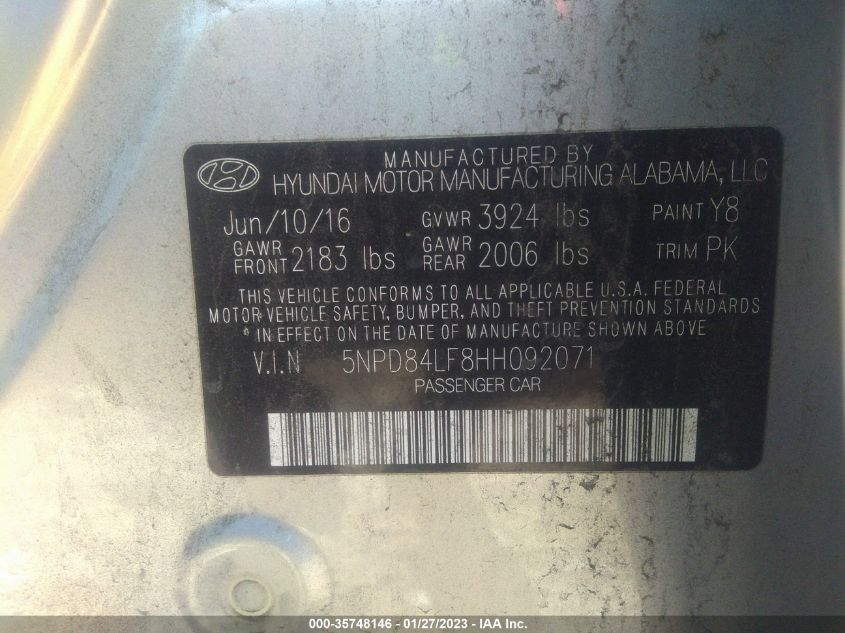 MANUFACTURED BY
HYUNDAI MOTOR MANUFACTURING ALABAMA, LLC
Jun/10/16 GVWR 3924 lbs PAINT Y8
GAWR FRONT 2183 lbs GAWR REAR 2006 lbs TRIM PK
THIS VEHICLE CONFORMS TO ALL APPLICABLE U.S.A. FEDERAL
MOTOR VEHICLE SAFETY, BUMPER, AND THEFT PREVENTION STANDARDS
IN EFFECT ON THE DATE OF MANUFACTURE SHOWN ABOVE
V.I.N 5NPD84LF8HH092071
PASSENGER CAR
000-35748146 — 01/27/2023 — IAA Inc.